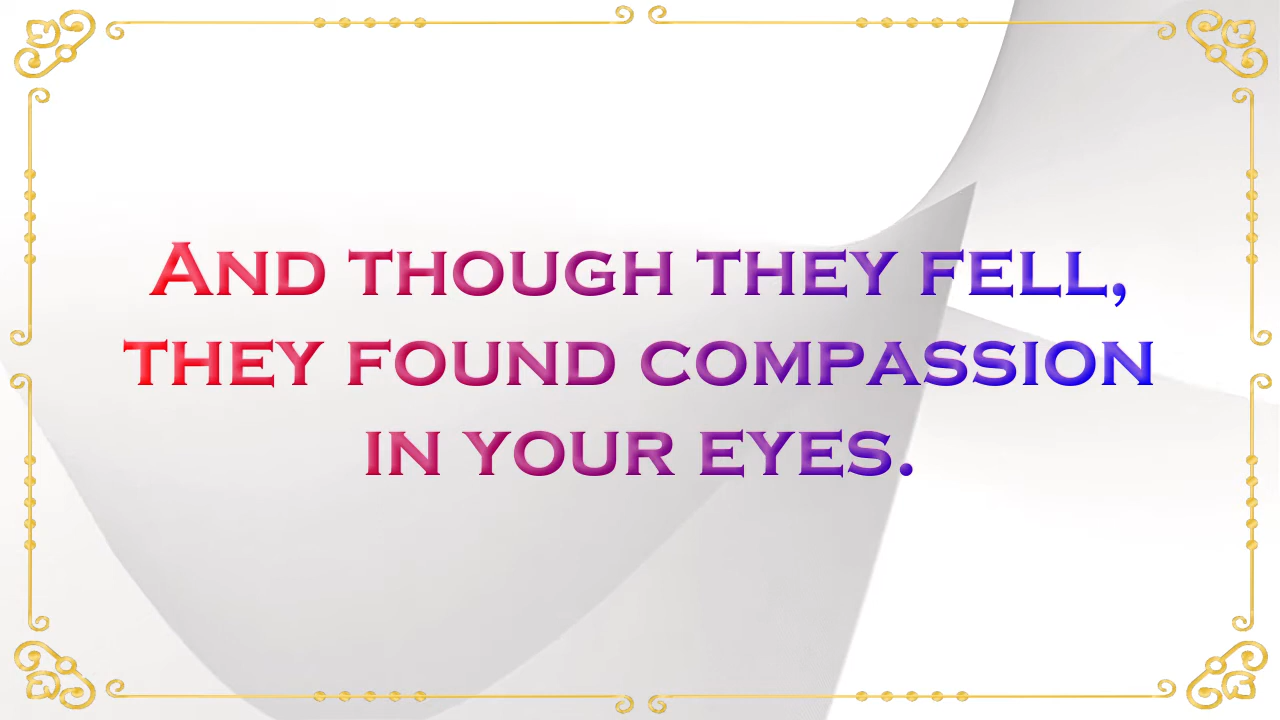 And though they fell,
they found compassion
in your eyes.